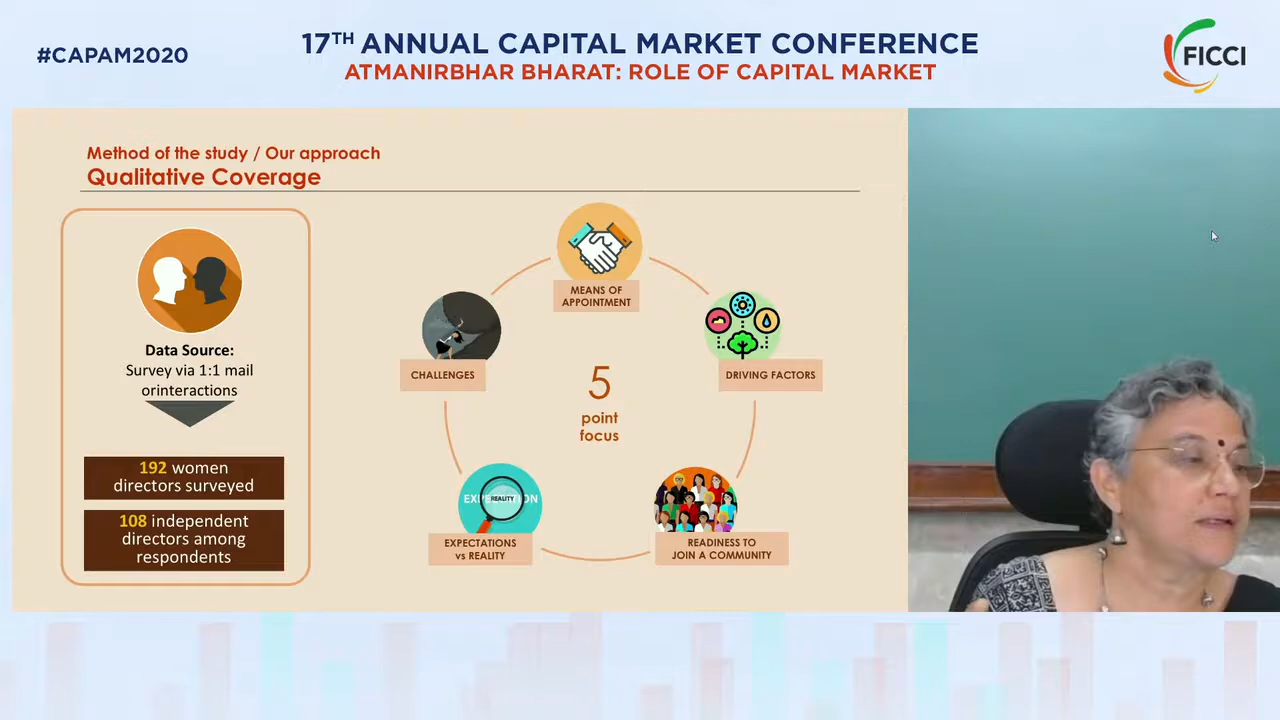 #CAPAM2020
17TH ANNUAL CAPITAL MARKET CONFERENCE
ATMANIRBHAR BHARAT: ROLE OF CAPITAL MARKET
FICCI
Method of the study / Our approach
Qualitative Coverage
Data Source:
Survey via 1:1 mail
orinteractions
192 women
directors surveyed
108 independent
directors among
respondents
MEANS OF
APPOINTMENT
CHALLENGES
DRIVING FACTORS
5
point
focus
REALITY
EXPECTATIONS
vs REALITY
READINESS TO
JOIN A COMMUNITY